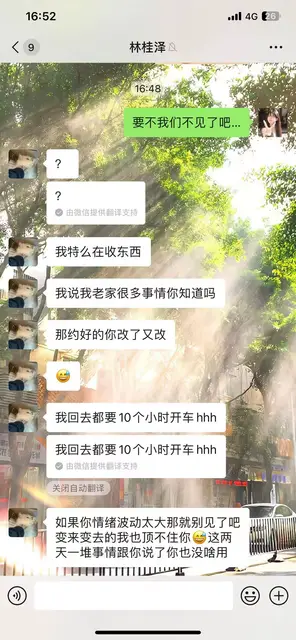 16:52
4G
26
9
林桂泽
16:48
要不我们不见了吧...
?
?
由微信提供翻译支持
我特么在收东西
我说我老家很多事情你知道吗
那约好的你改了又改
😅
我回去都要10个小时开车hhh
我回去都要10个小时开车hhh
由微信提供翻译支持
关闭自动翻译
如果你情绪波动太大那就别见了吧
变来变去的我也顶不住你😅这两
天一堆事情跟你说了你也没啥用